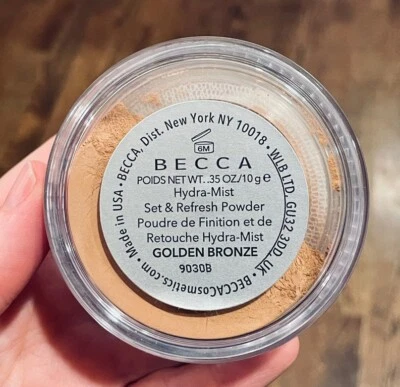 • BECCA, Dist. New York NY 10018 • WLB LTD. GU32 3DD, UK • BECCACosmetics.com • Made in USA
6M
BECCA
POIDS NET WT. .35 OZ/10g e
Hydra-Mist
Set & Refresh Powder
Poudre de Finition et de
Retouche Hydra-Mist
GOLDEN BRONZE
9030B